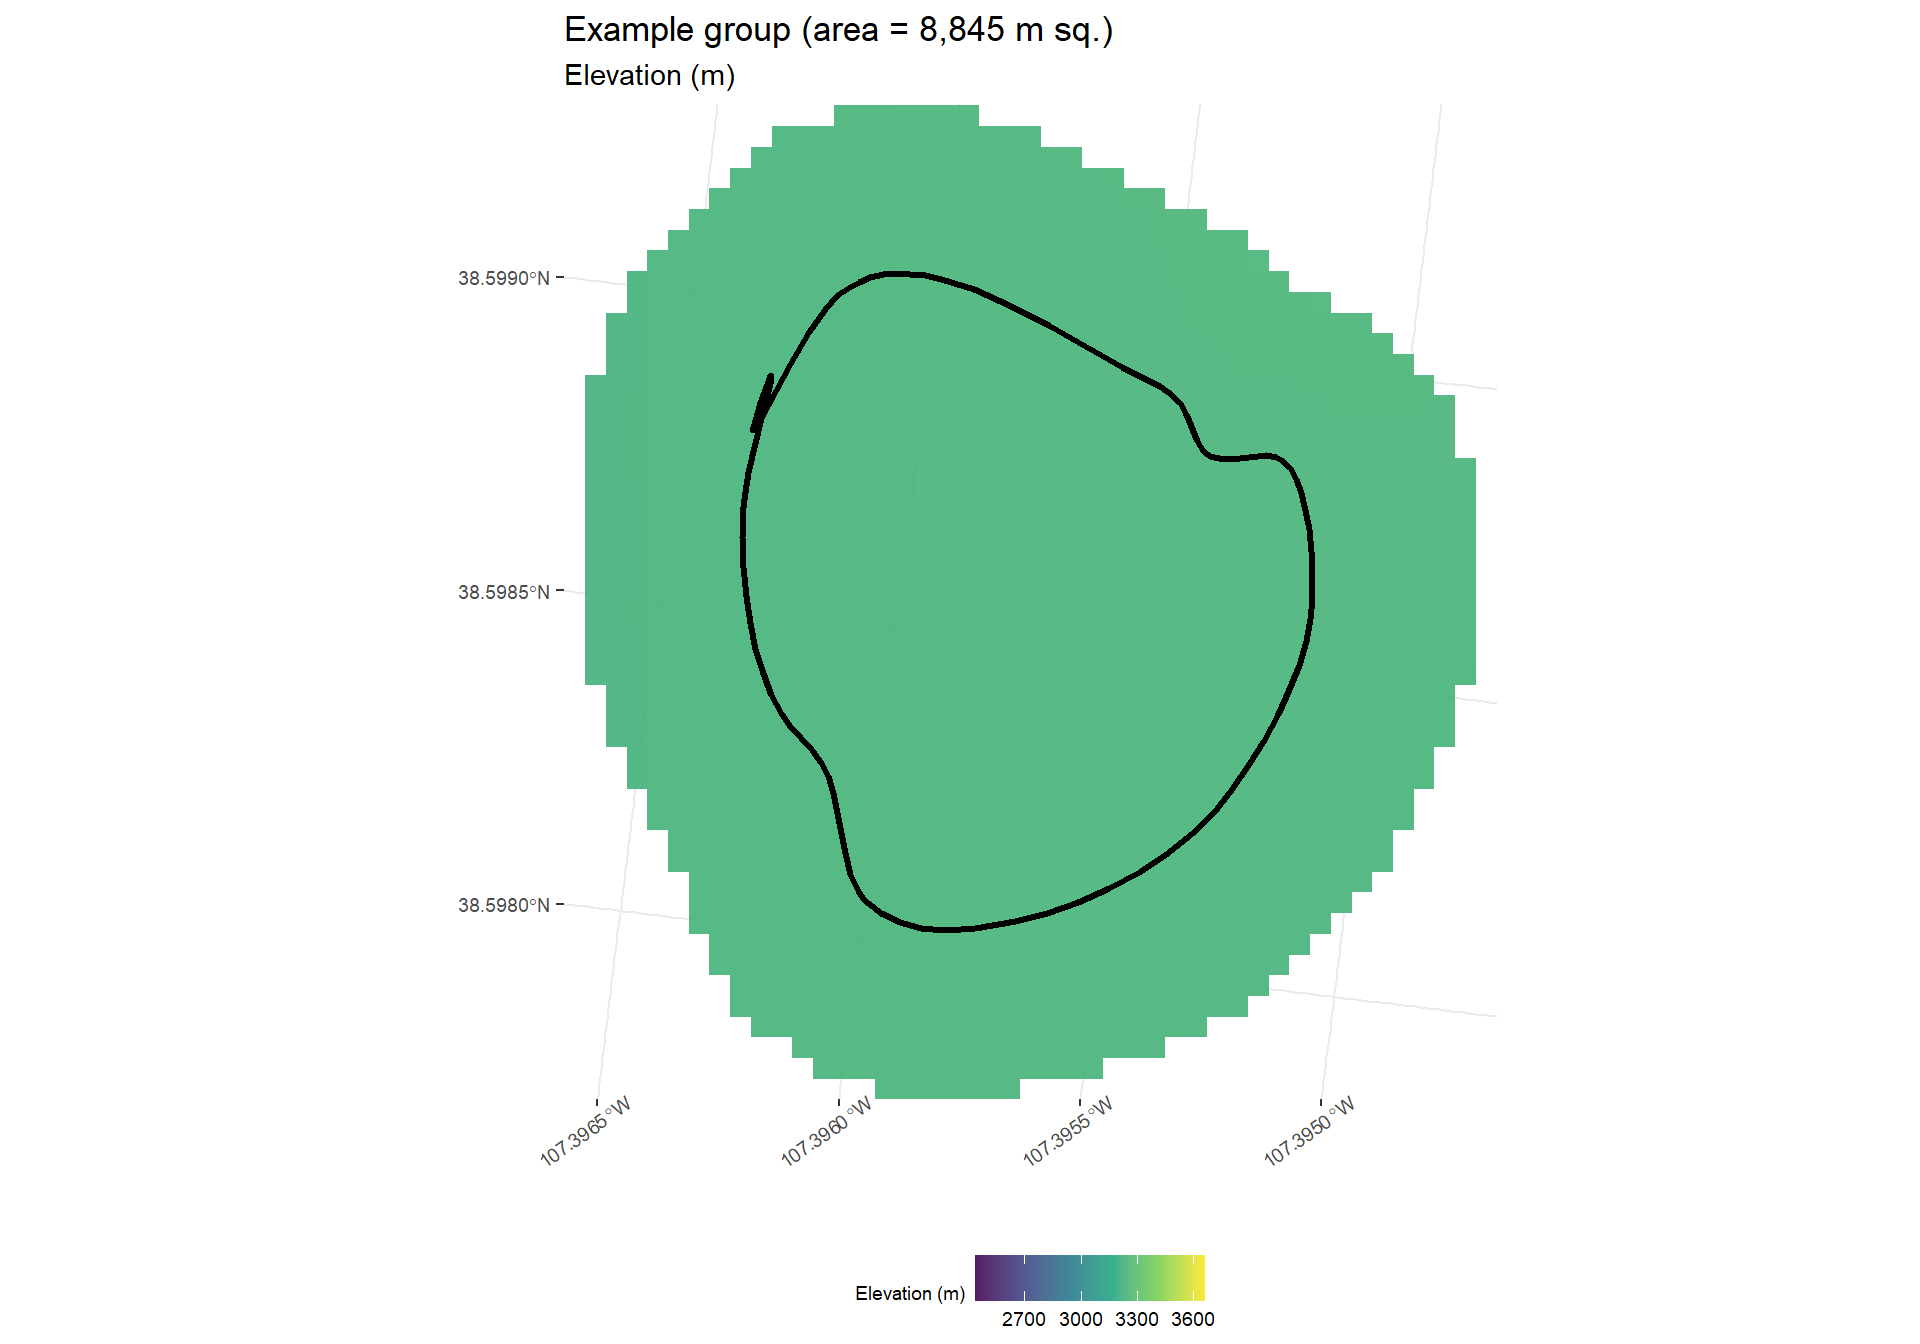 Example group (area = 8,845 m sq.)
Elevation (m)
38.5990°N
38.5985°N
38.5980°N
107.3965°W
107.3960°W
107.3955°W
107.3950°W
Elevation (m)
2700 3000 3300 3600